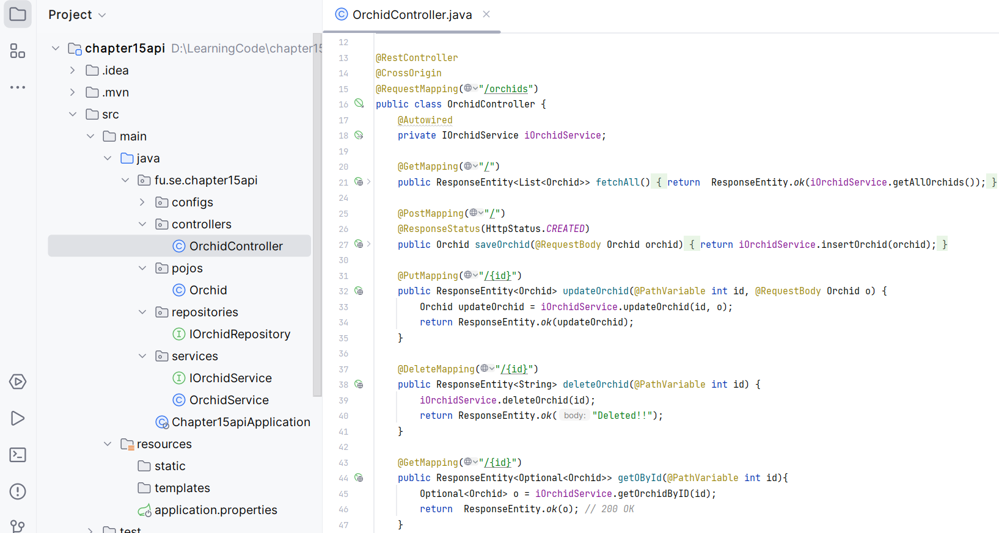 Project
chapter15api D:\LearningCode\chapter15
.idea
.mvn
src
main
java
fu.se.chapter15api
configs
controllers
OrchidController
pojos
Orchid
repositories
IOrchidRepository
services
IOrchidService
OrchidService
Chapter15apiApplication
resources
static
templates
application.properties
test
OrchidController.java
12
13 @RestController
14 @CrossOrigin
15 @RequestMapping("/orchids")
16 public class OrchidController {
17 @Autowired
18 private IOrchidService iOrchidService;
19
20 @GetMapping("/")
21 public ResponseEntity<List<Orchid>> fetchAll() { return ResponseEntity.ok(iOrchidService.getAllOrchids()); }
24
25 @PostMapping("/")
26 @ResponseStatus(HttpStatus.CREATED)
27 public Orchid saveOrchid(@RequestBody Orchid orchid) { return iOrchidService.insertOrchid(orchid); }
30
31 @PutMapping("/{id}")
32 public ResponseEntity<Orchid> updateOrchid(@PathVariable int id, @RequestBody Orchid o) {
33 Orchid updateOrchid = iOrchidService.updateOrchid(id, o);
34 return ResponseEntity.ok(updateOrchid);
35 }
36
37 @DeleteMapping("/{id}")
38 public ResponseEntity<String> deleteOrchid(@PathVariable int id) {
39 iOrchidService.deleteOrchid(id);
40 return ResponseEntity.ok( body: "Deleted!!");
41 }
42
43 @GetMapping("/{id}")
44 public ResponseEntity<Optional<Orchid>> getOById(@PathVariable int id){
45 Optional<Orchid> o = iOrchidService.getOrchidByID(id);
46 return ResponseEntity.ok(o); // 200 OK
47 }